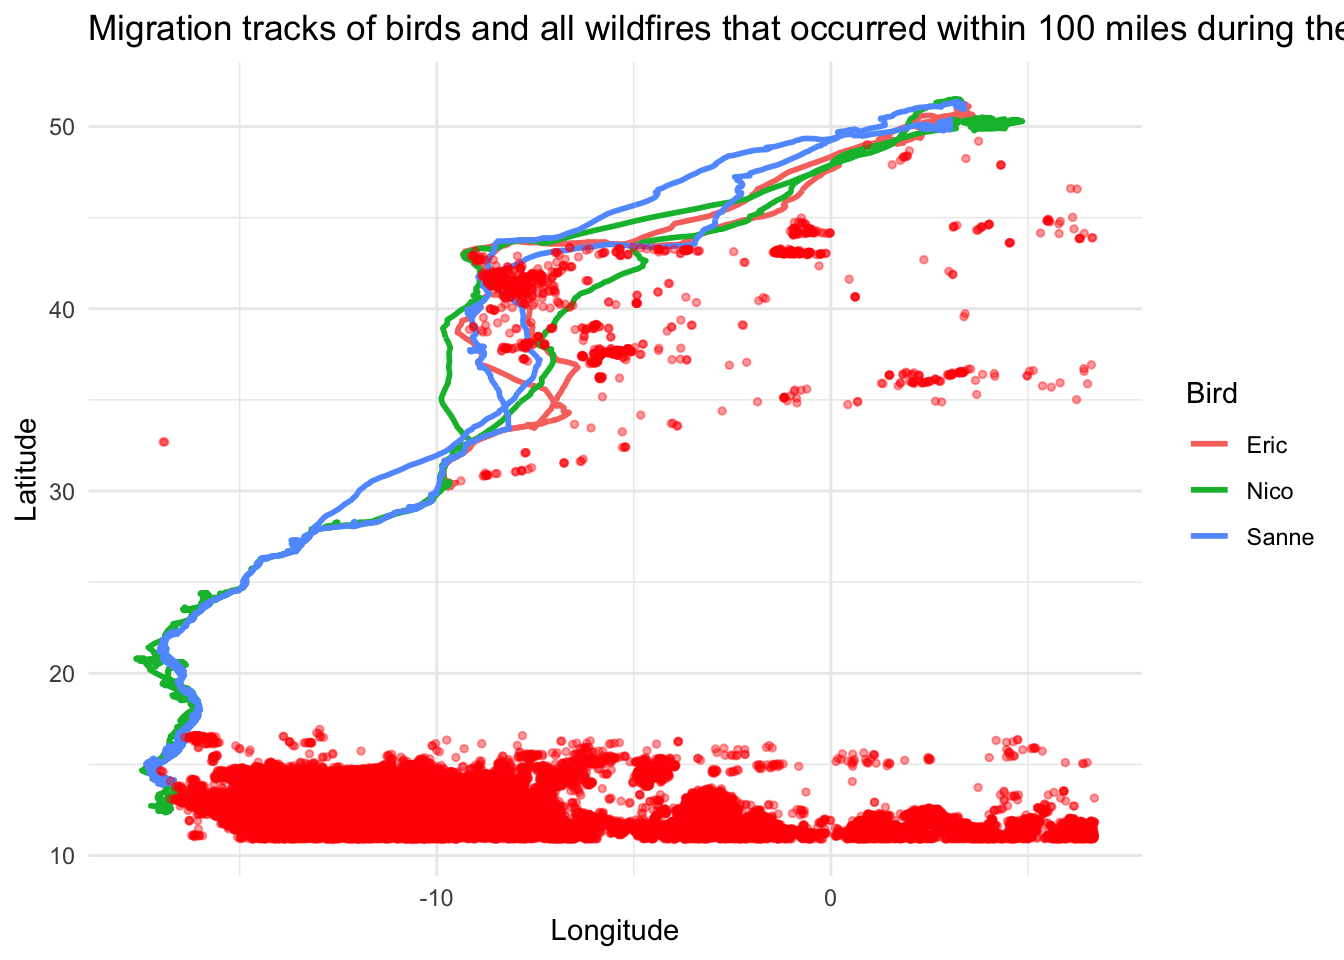 Migration tracks of birds and all wildfires that occurred within 100 miles during the
50
40
30
20
10
-10
0
Latitude
Longitude
Bird
Eric
Nico
Sanne